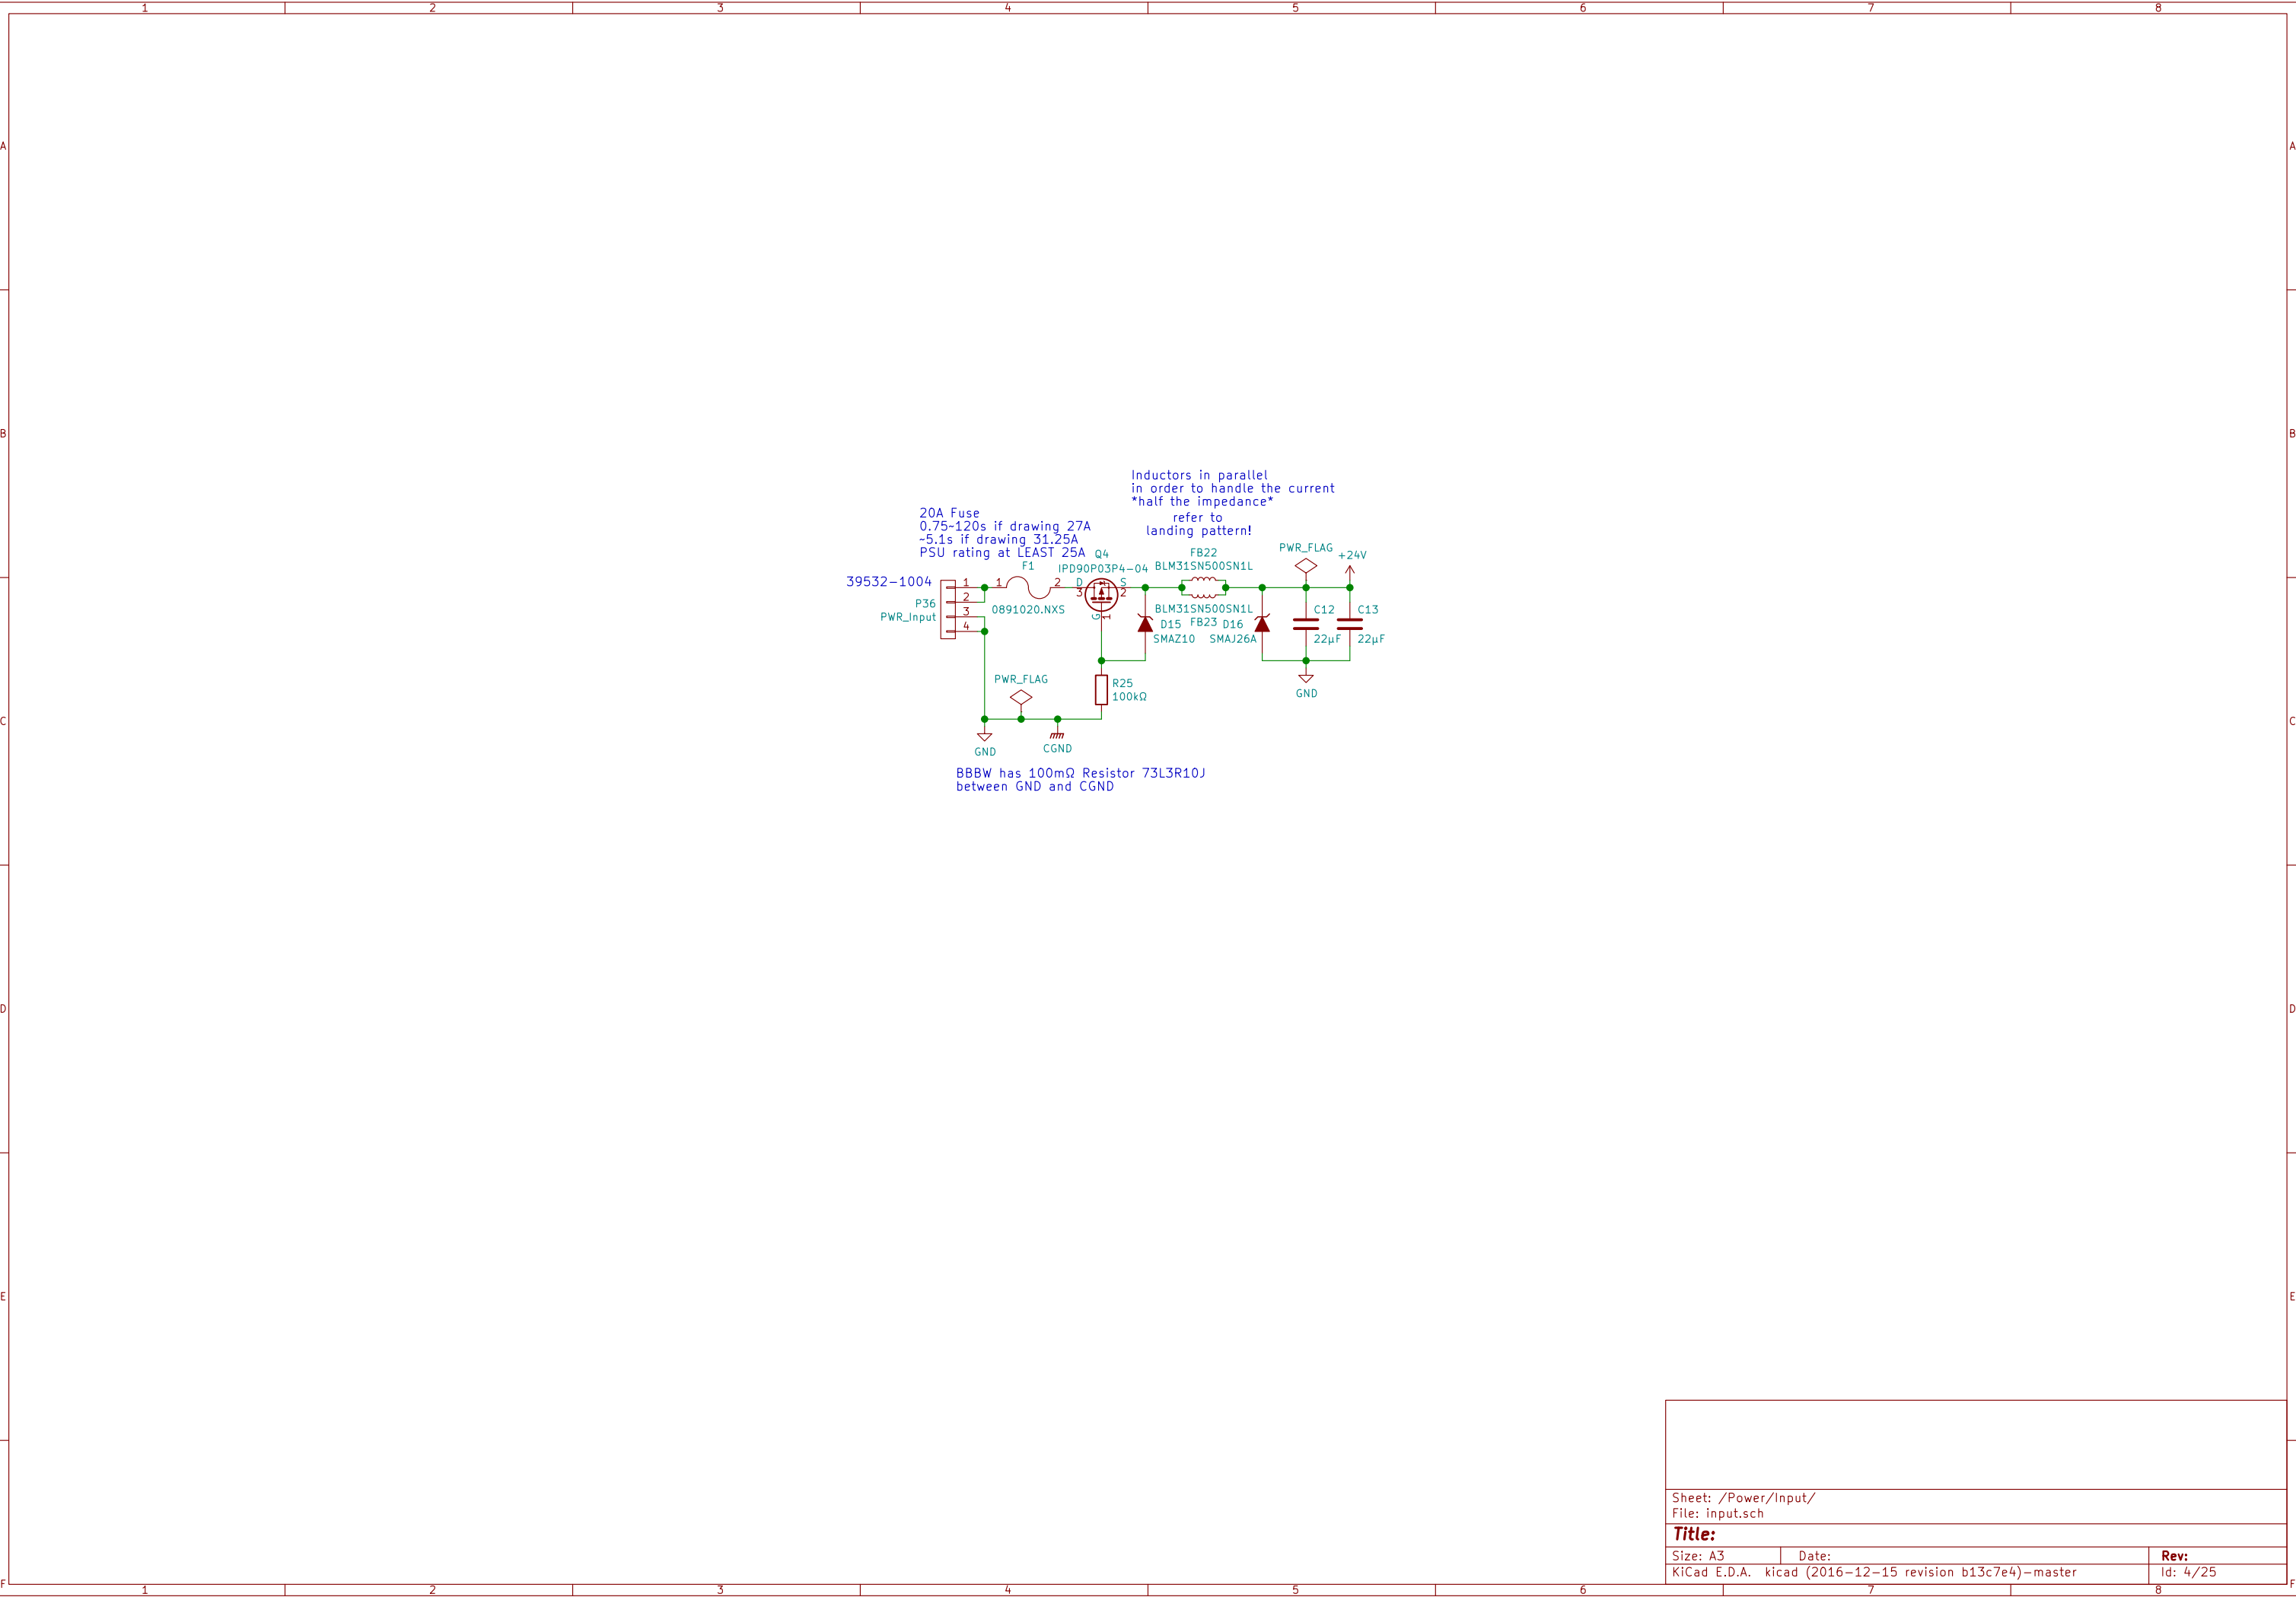 1 2 3 4 5 6 7 8
A A
B B
Inductors in parallel
in order to handle the current
*half the impedance*
refer to
landing pattern!
20A Fuse
0.75~120s if drawing 27A
~5.1s if drawing 31.25A
PSU rating at LEAST 25A
39532-1004
P36
PWR_Input
1
2
3
4
F1
1 2
0891020.NXS
Q4
IPD90P03P4-04
D S
3 2
G 1
FB22
BLM31SN500SN1L
BLM31SN500SN1L
FB23
D15
SMAZ10
D16
SMAJ26A
PWR_FLAG
+24V
C12
22µF
C13
22µF
GND
R25
100kΩ
PWR_FLAG
GND
CGND
BBBW has 100mΩ Resistor 73L3R10J
between GND and CGND
C C
D D
E E
Sheet: /Power/Input/
File: input.sch
Title:
Size: A3 Date: Rev:
KiCad E.D.A. kicad (2016-12-15 revision b13c7e4)-master Id: 4/25
F F
1 2 3 4 5 6 7 8